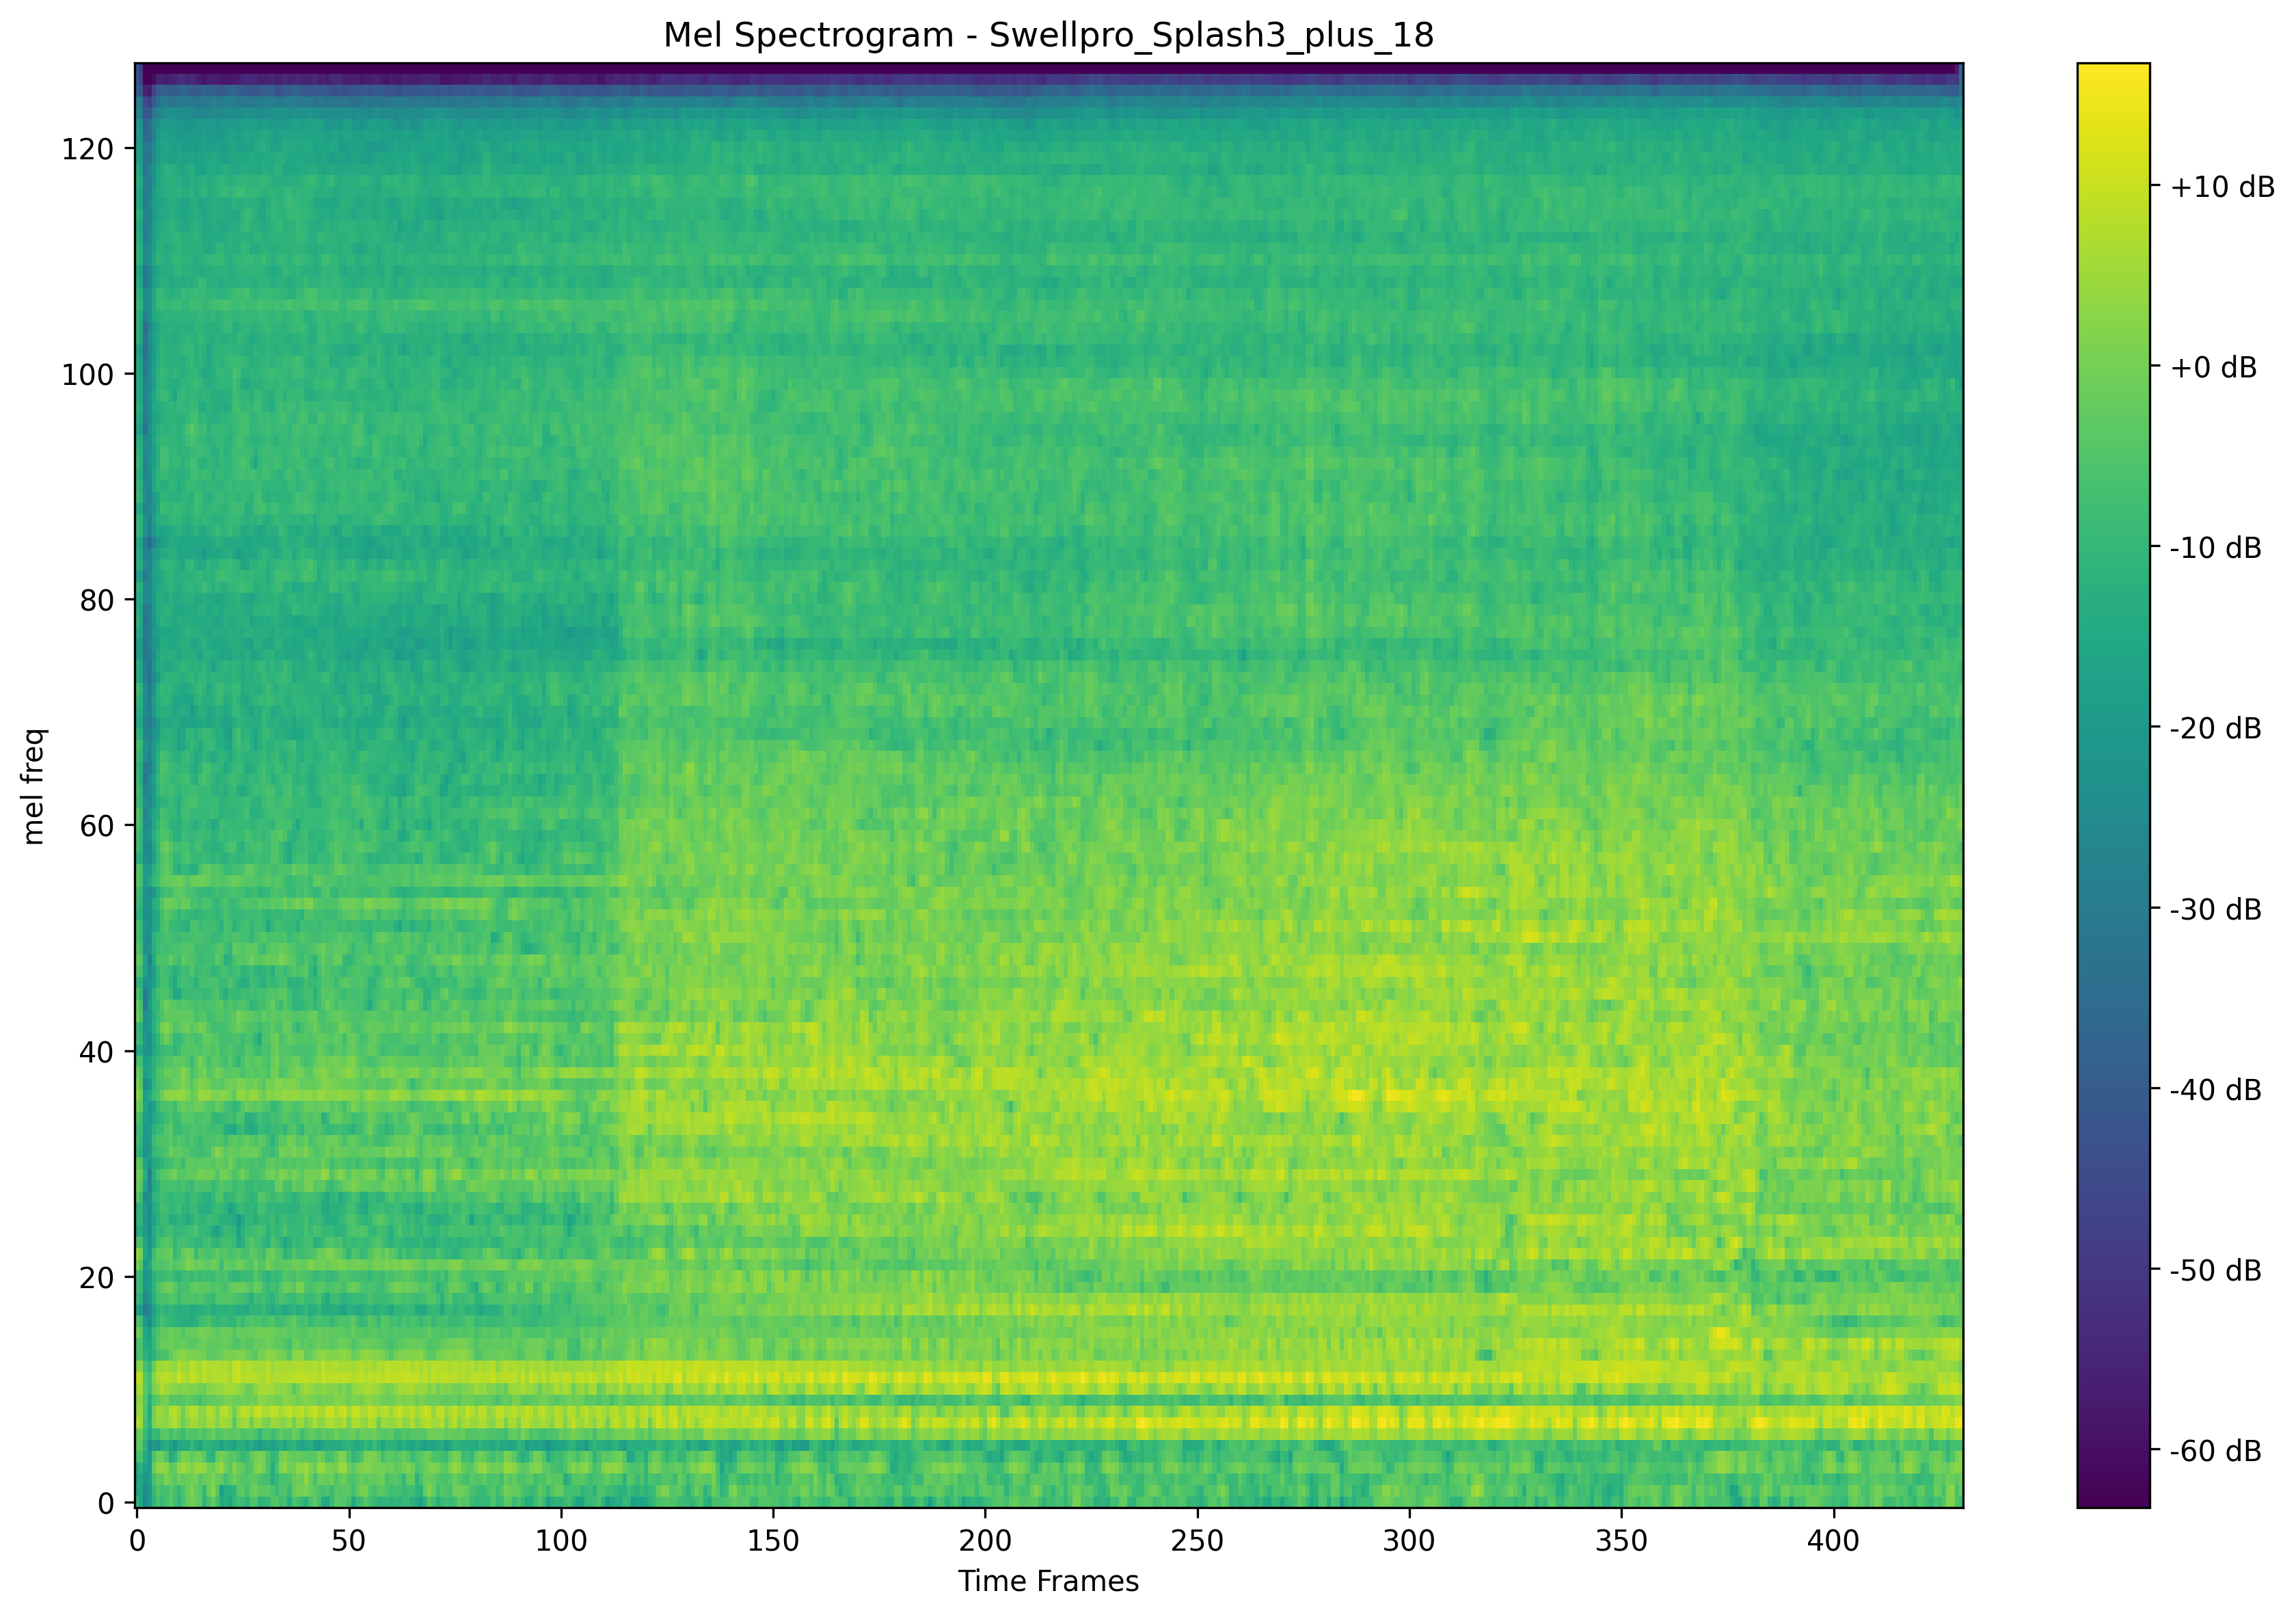 Mel Spectrogram - Swellpro_Splash3_plus_18
mel freq
120
100
80
60
40
20
0
0 50 100 150 200 250 300 350 400
Time Frames
+10 dB
+0 dB
-10 dB
-20 dB
-30 dB
-40 dB
-50 dB
-60 dB